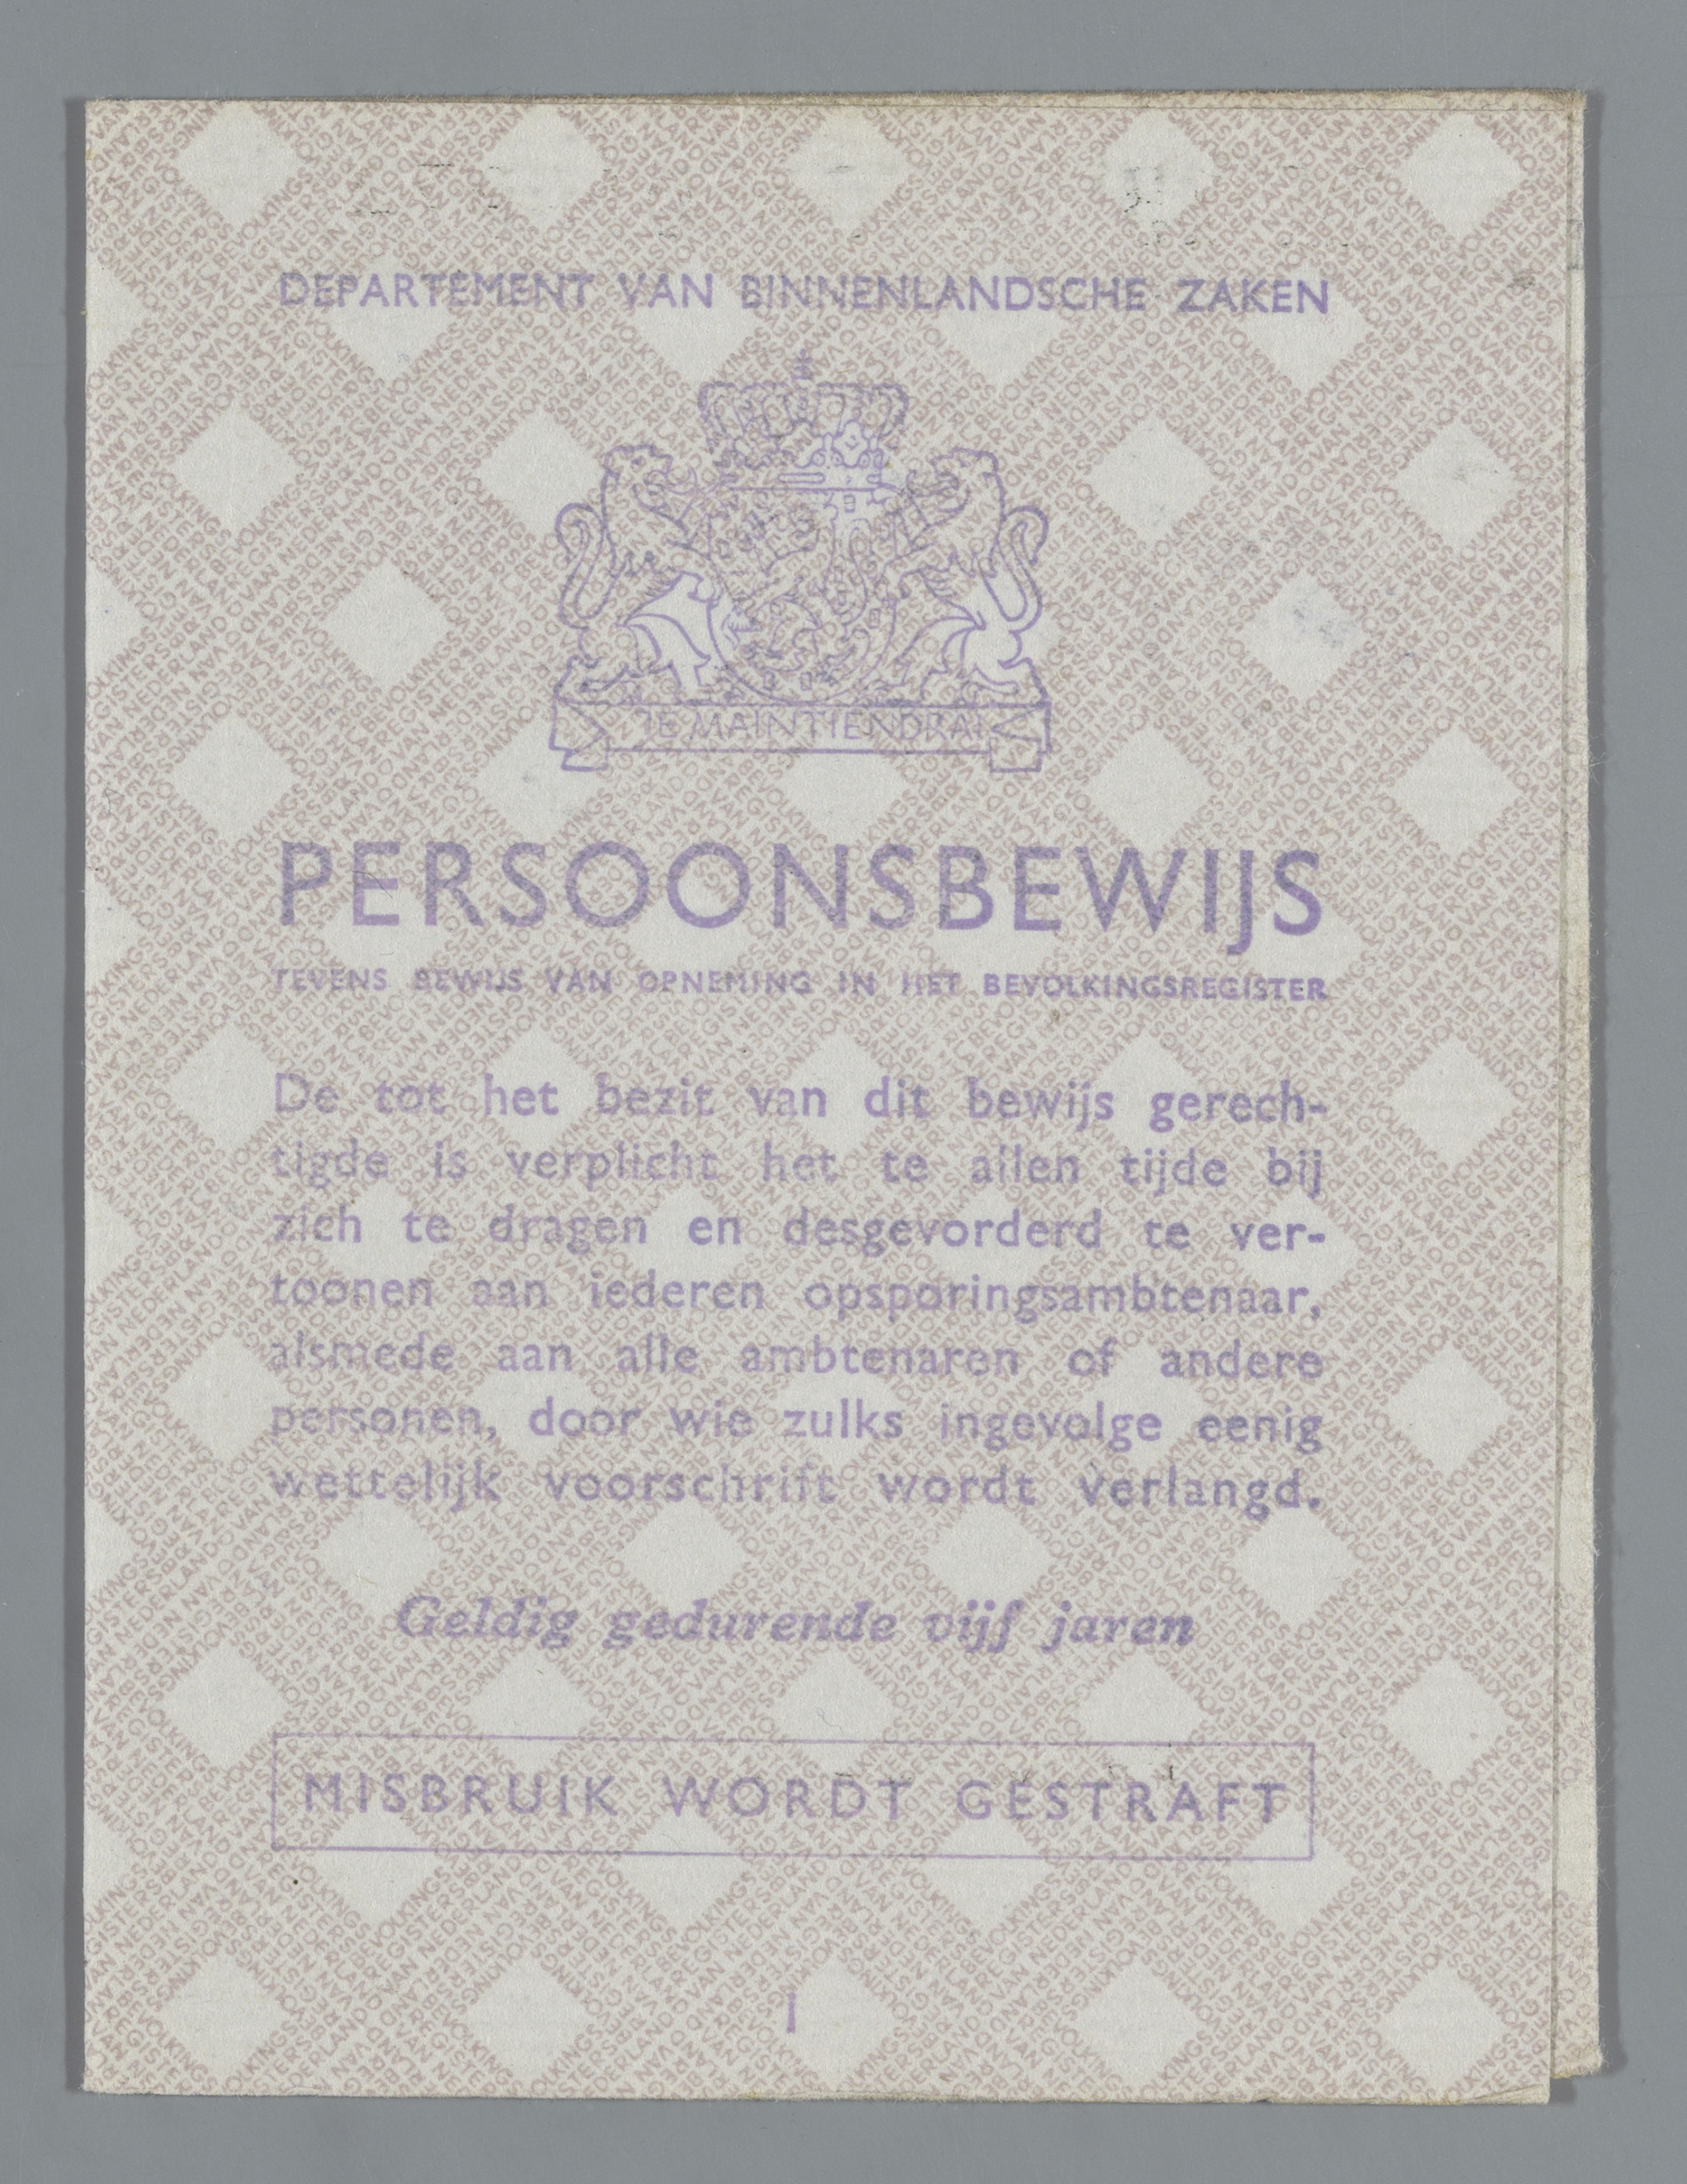 DEPARTEMENT VAN BINNENLANDSCHE ZAKEN
JE MAINTIENDRAI
PERSOONSBEWIJS
TEVENS BEWIJS VAN OPNEMING IN HET BEVOLKINGSREGISTER
De tot het bezit van dit bewijs gerech-
tigde is verplicht het te allen tijde bij
zich te dragen en desgevorderd te ver-
toonen aan iederen opsporingsambtenaar,
alsmede aan alle ambtenaren of andere
personen, door wie zulks ingevolge eenig
wettelijk voorschrift wordt verlangd.
Geldig gedurende vijf jaren
MISBRUIK WORDT GESTRAFT
1